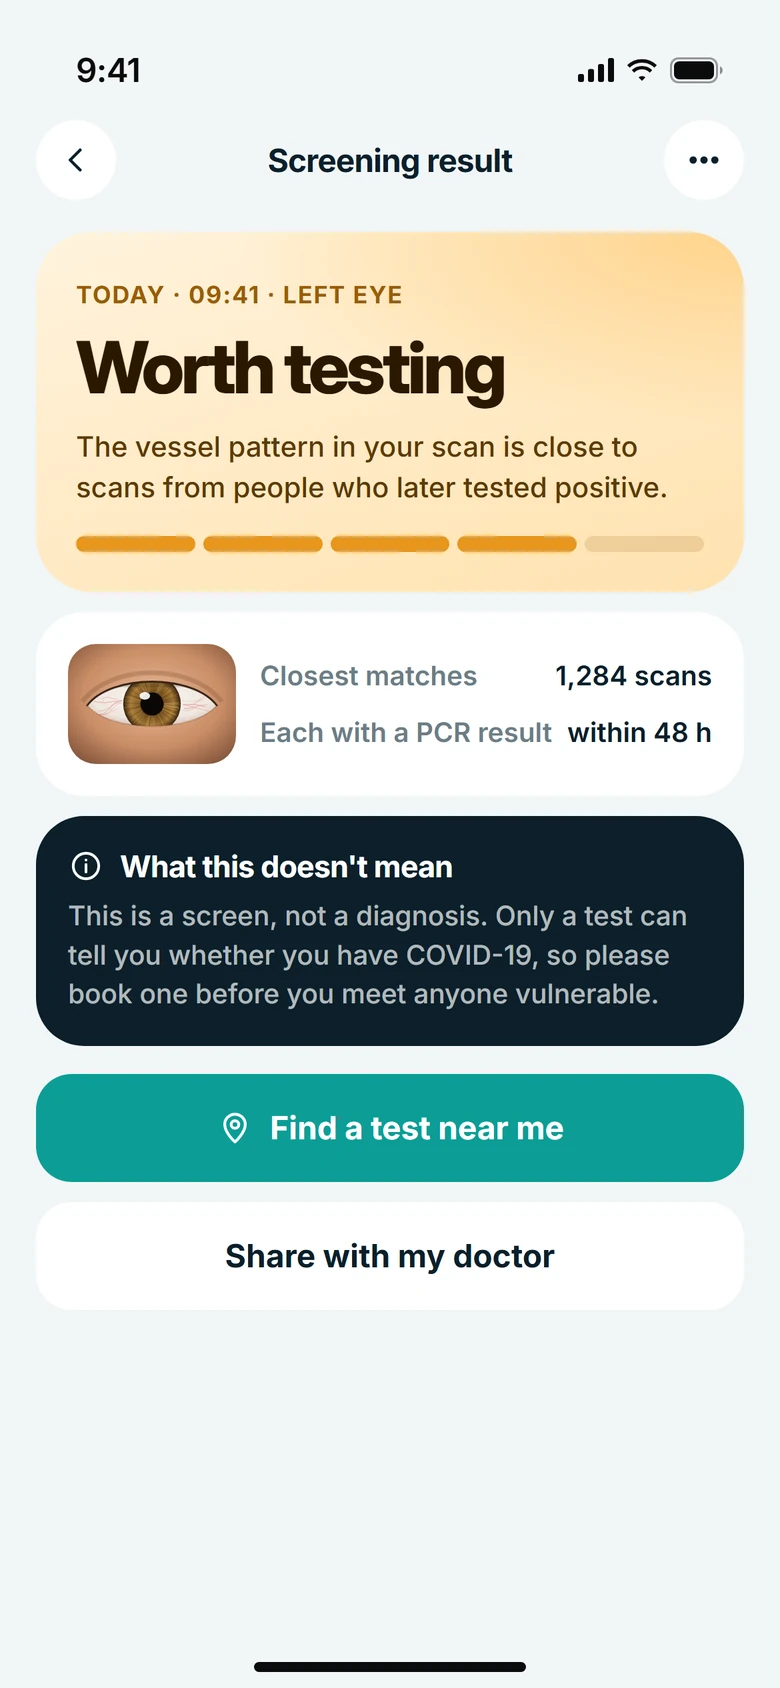 9:41
Screening result
TODAY · 09:41 · LEFT EYE
Worth testing
The vessel pattern in your scan is close to
scans from people who later tested positive.
Closest matches 1,284 scans
Each with a PCR result within 48 h
What this doesn't mean
This is a screen, not a diagnosis. Only a test can
tell you whether you have COVID-19, so please
book one before you meet anyone vulnerable.
Find a test near me
Share with my doctor